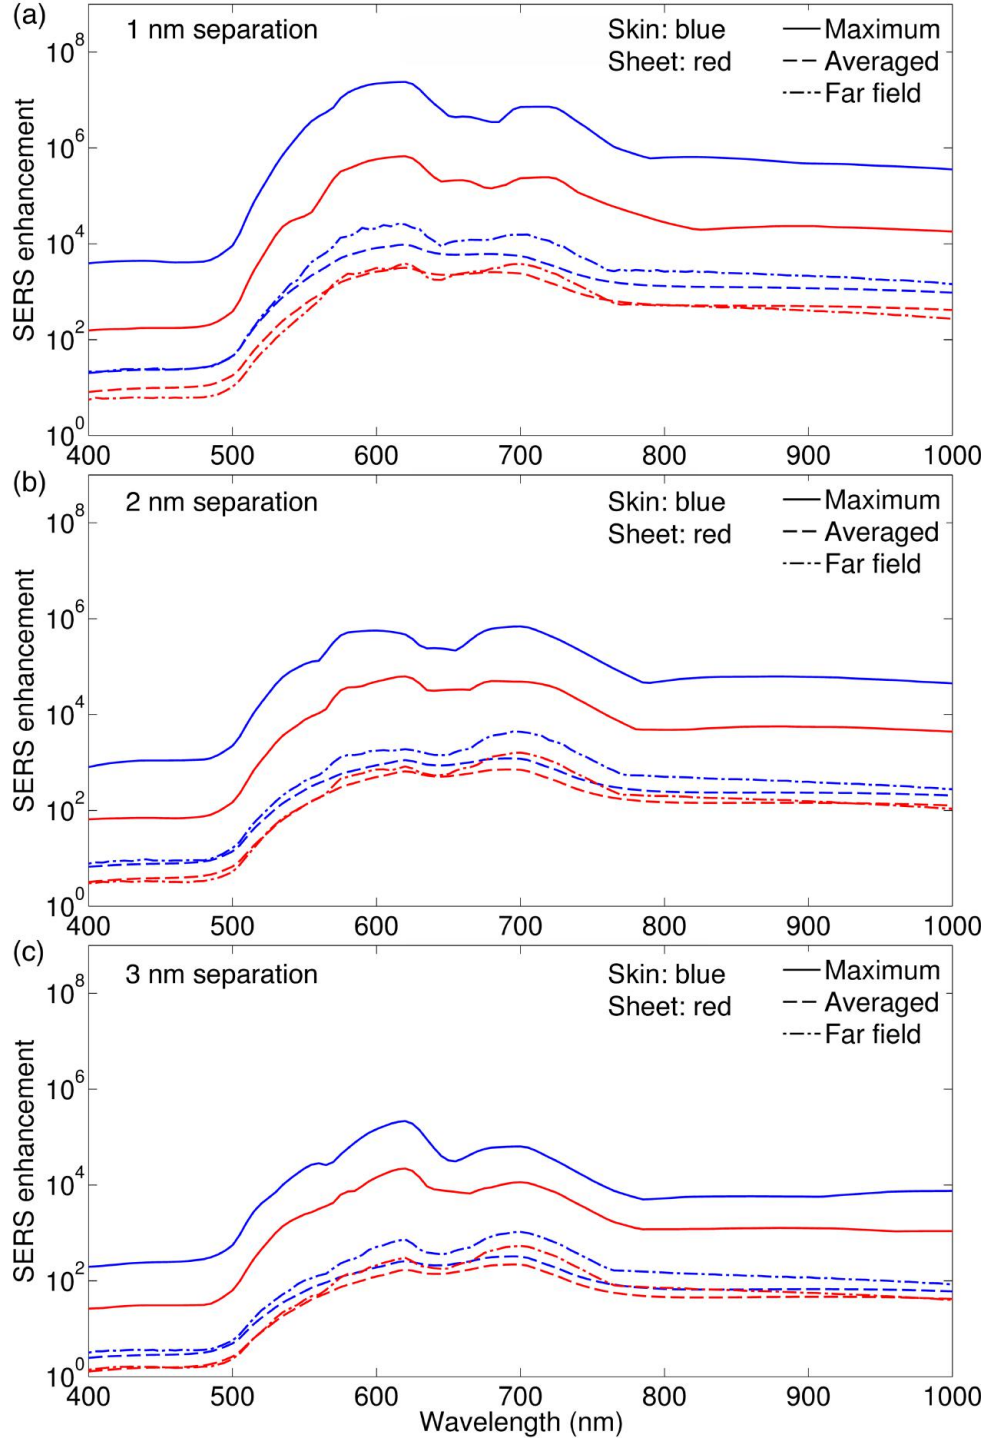 (a)
1 nm separation
Skin: blue
Sheet: red
Maximum
Averaged
Far field
SERS enhancement
10^8
10^6
10^4
10^2
10^0
400 500 600 700 800 900 1000
(b)
2 nm separation
Skin: blue
Sheet: red
Maximum
Averaged
Far field
SERS enhancement
10^8
10^6
10^4
10^2
10^0
400 500 600 700 800 900 1000
(c)
3 nm separation
Skin: blue
Sheet: red
Maximum
Averaged
Far field
SERS enhancement
10^8
10^6
10^4
10^2
10^0
400 500 600 700 800 900 1000
Wavelength (nm)